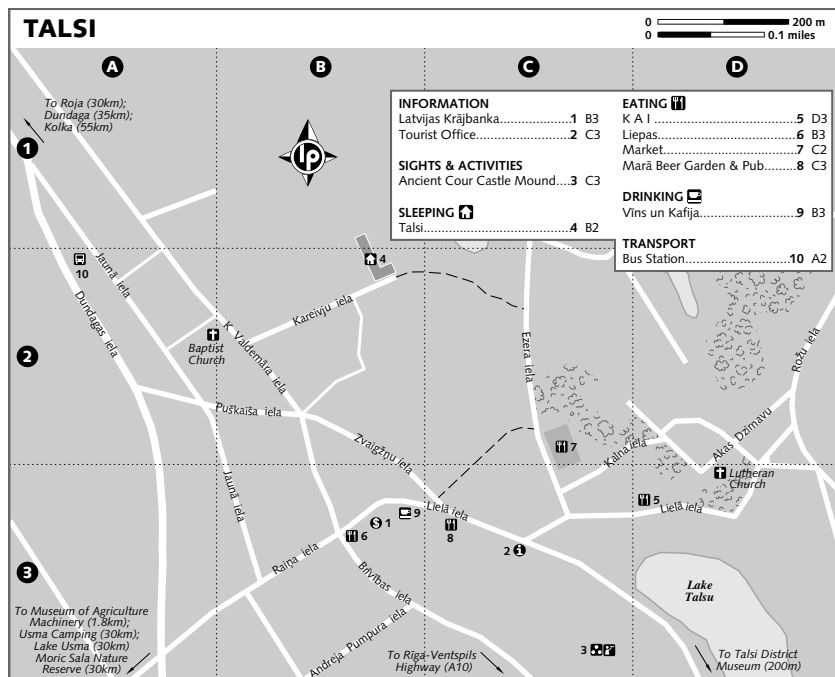 TALSI
0 200 m
0 0.1 miles
A
B
C
D
1
2
3
To Roja (30km);
Dundaga (35km);
Kolka (55km)
lp
INFORMATION
Latvijas Krājbanka..................1 B3
Tourist Office.........................2 C3
SIGHTS & ACTIVITIES
Ancient Cour Castle Mound....3 C3
SLEEPING
Talsi.......................................4 B2
EATING
K A I ......................................5 D3
Liepas....................................6 B3
Market...................................7 C2
Marā Beer Garden & Pub........8 C3
DRINKING
Vīns un Kafija.........................9 B3
TRANSPORT
Bus Station...........................10 A2
10
4
Jaunā iela
Dundagas iela
Kareivju iela
K Valdemāra iela
Baptist
Church
Ezera iela
Rožu iela
Puškaiša iela
Zvaigžņu iela
7
Kalna iela
Akas Dzirnavu
Lutheran
Church
Jaunā iela
5
Lielā iela
Lielā iela
9
1
6
8
2
Raiņa iela
Brīvības iela
Andreja Pumpura iela
Lake
Talsu
3
To Museum of Agriculture
Machinery (1.8km);
Usma Camping (30km);
Lake Usma (30km)
Moric Sala Nature
Reserve (30km)
To Rīga-Ventspils
Highway (A10)
To Talsi District
Museum (200m)